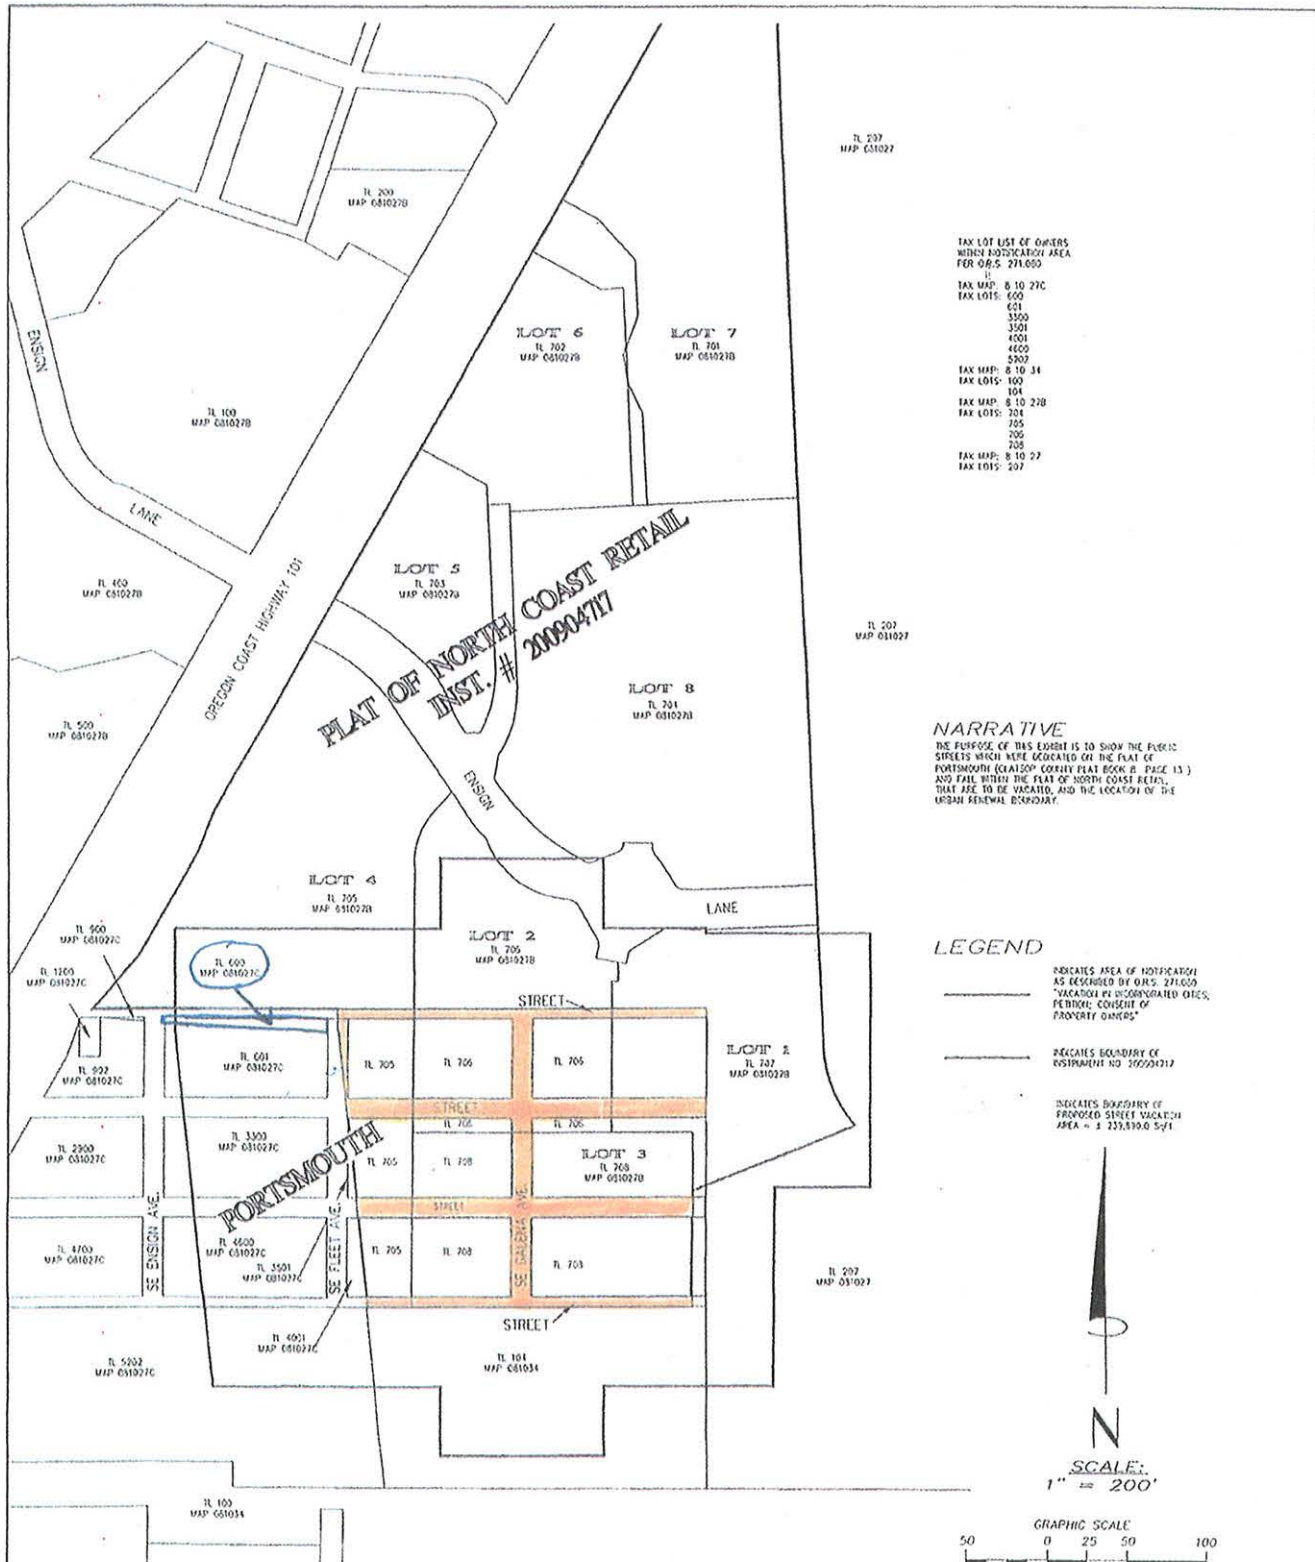 TL 207
MAP 081027
TL 200
MAP 081027B
TAX LOT LIST OF OWNERS
WITHIN NOTIFICATION AREA
PER O.R.S. 271.080
TAX MAP: 8 10 27C
TAX LOTS: 600
601
3300
3501
4001
4600
5202
TAX MAP: 8 10 34
TAX LOTS: 100
104
TAX MAP: 8 10 27B
TAX LOTS: 704
705
706
708
TAX MAP: 8 10 27
TAX LOTS: 207
ENSIGN
LANE
LOT 6
TL 702
MAP 081027B
LOT 7
TL 701
MAP 081027B
TL 100
MAP 081027B
OREGON COAST HIGHWAY 101
LOT 5
TL 703
MAP 081027B
TL 400
MAP 081027B
PLAT OF NORTH COAST RETAIL
INST. # 200904717
TL 207
MAP 081027
LOT 8
TL 704
MAP 081027B
TL 500
MAP 081027B
NARRATIVE
THE PURPOSE OF THIS EXHIBIT IS TO SHOW THE PUBLIC
STREETS WHICH WERE DEDICATED ON THE PLAT OF
PORTSMOUTH (CLATSOP COUNTY PLAT BOOK 8 PAGE 13 )
AND FALL WITHIN THE PLAT OF NORTH COAST RETAIL,
THAT ARE TO BE VACATED, AND THE LOCATION OF THE
URBAN RENEWAL BOUNDARY.
ENSIGN
LANE
LOT 4
TL 705
MAP 081027B
TL 900
MAP 081027C
TL 1200
MAP 081027C
TL 600
MAP 081027C
LOT 2
TL 706
MAP 081027B
LEGEND
INDICATES AREA OF NOTIFICATION
AS DESCRIBED BY O.R.S. 271.080
"VACATION IN INCORPORATED CITIES;
PETITION; CONSENT OF
PROPERTY OWNERS"
INDICATES BOUNDARY OF
INSTRUMENT NO 200904717
INDICATES BOUNDARY OF
PROPOSED STREET VACATION
STREET
TL 902
MAP 081027C
TL 601
MAP 081027C
TL 705
TL 706
TL 706
LOT 1
TL 707
MAP 081027B
STREET
TL 706
TL 706
TL 2900
MAP 081027C
TL 3300
MAP 081027C
PORTSMOUTH
TL 705
TL 708
LOT 3
TL 708
MAP 081027B
STREET
SE ENSIGN AVE.
SE FLEET AVE.
SE GALENA AVE.
TL 4700
MAP 081027C
TL 4600
MAP 081027C
TL 3501
MAP 081027C
TL 705
TL 708
TL 708
TL 207
MAP 081027
STREET
TL 4001
MAP 081027C
TL 104
MAP 081034
TL 5202
MAP 081027C
TL 100
MAP 081034
N
SCALE:
1" = 200'
GRAPHIC SCALE
50 0 25 50 100